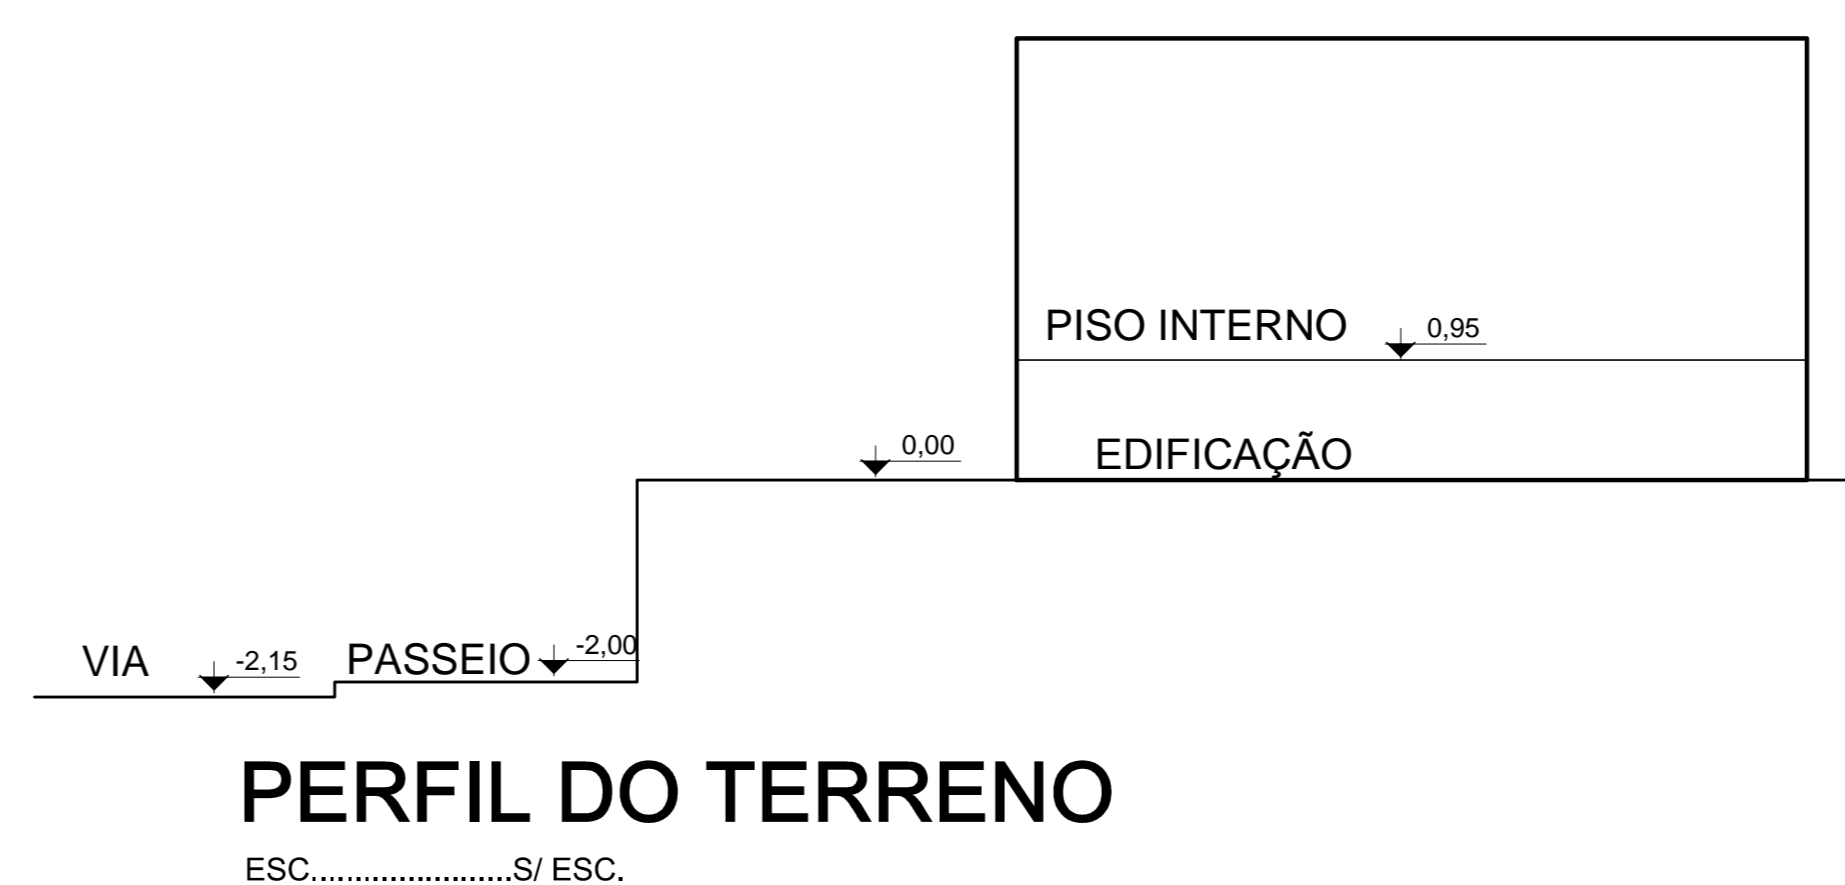 PISO INTERNO 0,95
0,00
EDIFICAÇÃO
VIA -2,15 PASSEIO -2,00
PERFIL DO TERRENO
ESC.......................S/ ESC.